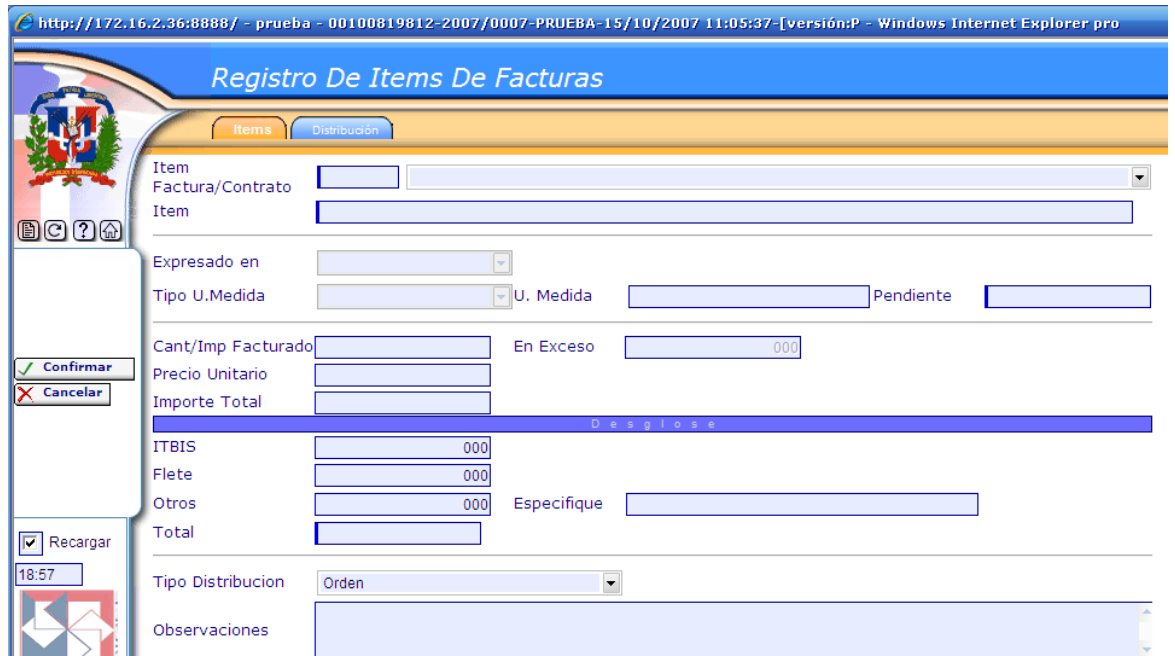 http://172.16.2.36:8888/ - prueba - 00100819812-2007/0007-PRUEBA-15/10/2007 11:05:37-[versión:P - Windows Internet Explorer pro
Registro De Items De Facturas
Items Distribución
Item
Factura/Contrato
Item
Expresado en
Tipo U.Medida U. Medida Pendiente
Cant/Imp Facturado En Exceso 000
Confirmar
Precio Unitario
Cancelar
Importe Total
Desglose
ITBIS 000
Flete 000
Otros 000 Especifique
Total
Recargar
18:57
Tipo Distribucion Orden
Observaciones